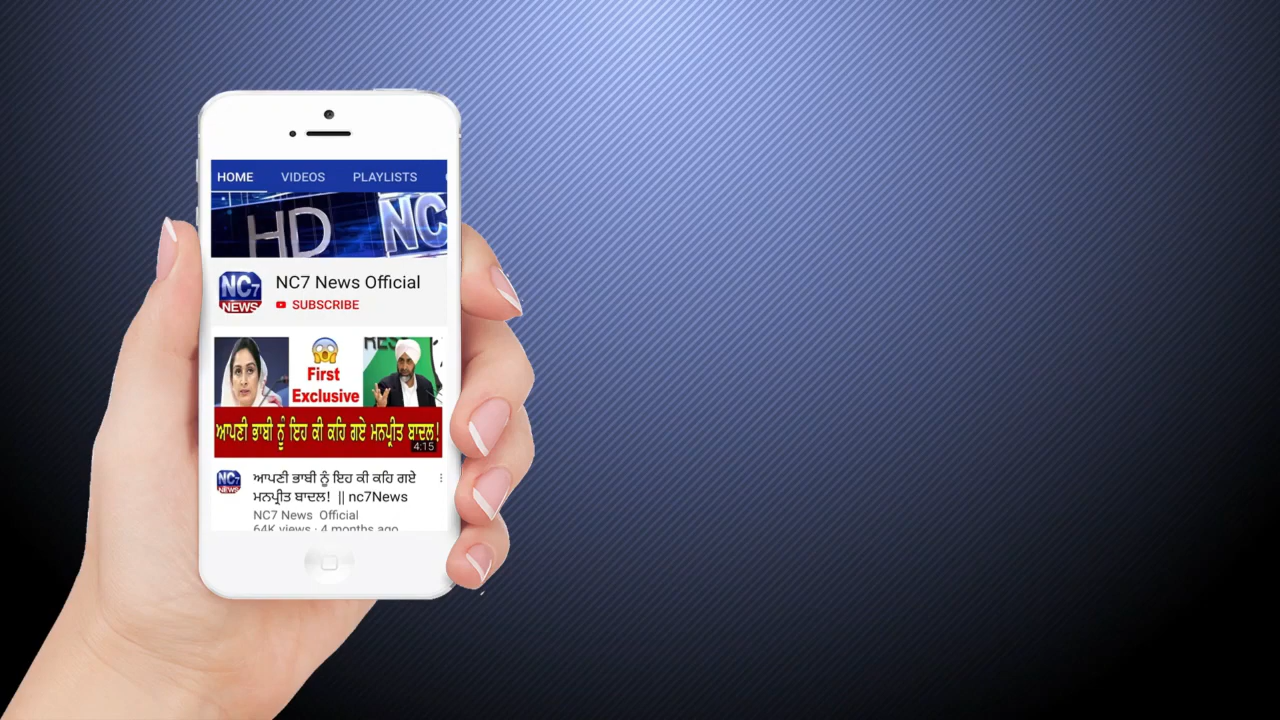 HOME VIDEOS PLAYLISTS
HD NC
NC7
NEWS
NC7 News Official
SUBSCRIBE
First
Exclusive
ਆਪਣੀ ਭਾਬੀ ਨੂੰ ਇਹ ਕੀ ਕਹਿ ਗਏ ਮਨਪ੍ਰੀਤ ਬਾਦਲ!
4:15
NC7
NEWS
ਆਪਣੀ ਭਾਬੀ ਨੂੰ ਇਹ ਕੀ ਕਹਿ ਗਏ
ਮਨਪ੍ਰੀਤ ਬਾਦਲ! || nc7News
NC7 News Official
64K views · 4 months ago